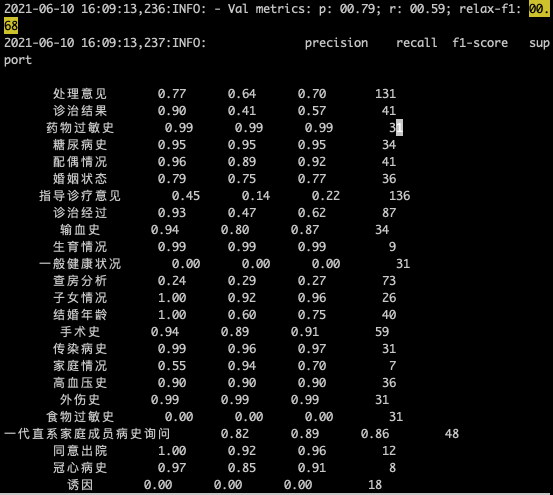 2021-06-10 16:09:13,236:INFO: - Val metrics: p: 00.79; r: 00.59; relax-f1: 00.
68
2021-06-10 16:09:13,237:INFO: precision recall f1-score sup
port
处理意见 0.77 0.64 0.70 131
诊治结果 0.90 0.41 0.57 41
药物过敏史 0.99 0.99 0.99 31
糖尿病史 0.95 0.95 0.95 34
配偶情况 0.96 0.89 0.92 41
婚姻状态 0.79 0.75 0.77 36
指导诊疗意见 0.45 0.14 0.22 136
诊治经过 0.93 0.47 0.62 87
输血史 0.94 0.80 0.87 34
生育情况 0.99 0.99 0.99 9
一般健康状况 0.00 0.00 0.00 31
查房分析 0.24 0.29 0.27 73
子女情况 1.00 0.92 0.96 26
结婚年龄 1.00 0.60 0.75 40
手术史 0.94 0.89 0.91 59
传染病史 0.99 0.96 0.97 31
家庭情况 0.55 0.94 0.70 7
高血压史 0.90 0.90 0.90 36
外伤史 0.99 0.99 0.99 31
食物过敏史 0.00 0.00 0.00 31
一代直系家庭成员病史询问 0.82 0.89 0.86 48
同意出院 1.00 0.92 0.96 12
冠心病史 0.97 0.85 0.91 8
诱因 0.00 0.00 0.00 18